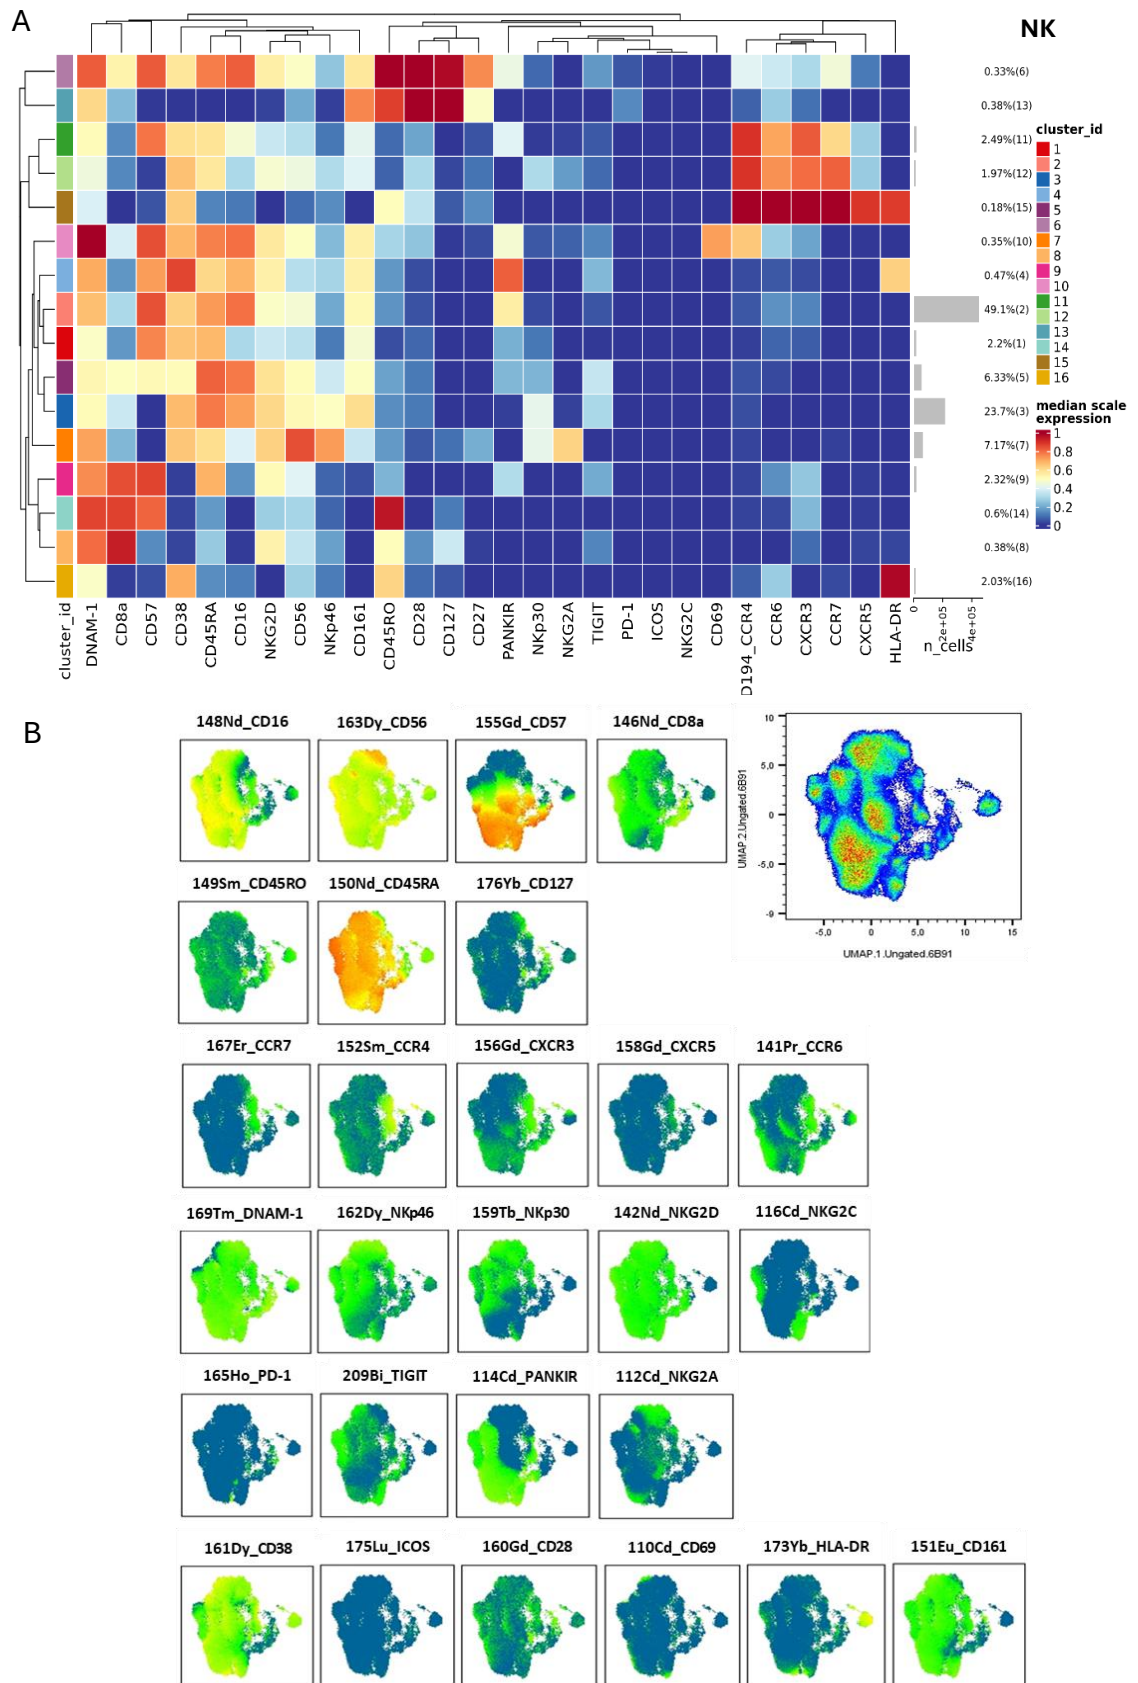 A
NK
0.33%(6)
0.38%(13)
2.49%(11)
1.97%(12)
0.18%(15)
0.35%(10)
0.47%(4)
49.1%(2)
2.2%(1)
6.33%(5)
23.7%(3)
7.17%(7)
2.32%(9)
0.6%(14)
0.38%(8)
2.03%(16)
cluster_id
1
2
3
4
5
6
7
8
9
10
11
12
13
14
15
16
median scale
expression
1
0.8
0.6
0.4
0.2
0
cluster_id
DNAM-1
CD8a
CD57
CD38
CD45RA
CD16
NKG2D
CD56
NKp46
CD161
CD45RO
CD28
CD127
CD27
PANKIR
NKp30
NKG2A
TIGIT
PD-1
ICOS
NKG2C
CD69
D194_CCR4
CCR6
CXCR3
CCR7
CXCR5
HLA-DR
0
2e+05
4e+05
n_cells
B
148Nd_CD16
163Dy_CD56
155Gd_CD57
146Nd_CD8a
10
5,0
0
-5,0
-9
-5,0
0
5,0
10
15
UMAP.2.Ungated.6B91
UMAP.1.Ungated.6B91
149Sm_CD45RO
150Nd_CD45RA
176Yb_CD127
167Er_CCR7
152Sm_CCR4
156Gd_CXCR3
158Gd_CXCR5
141Pr_CCR6
169Tm_DNAM-1
162Dy_NKp46
159Tb_NKp30
142Nd_NKG2D
116Cd_NKG2C
165Ho_PD-1
209Bi_TIGIT
114Cd_PANKIR
112Cd_NKG2A
161Dy_CD38
175Lu_ICOS
160Gd_CD28
110Cd_CD69
173Yb_HLA-DR
151Eu_CD161